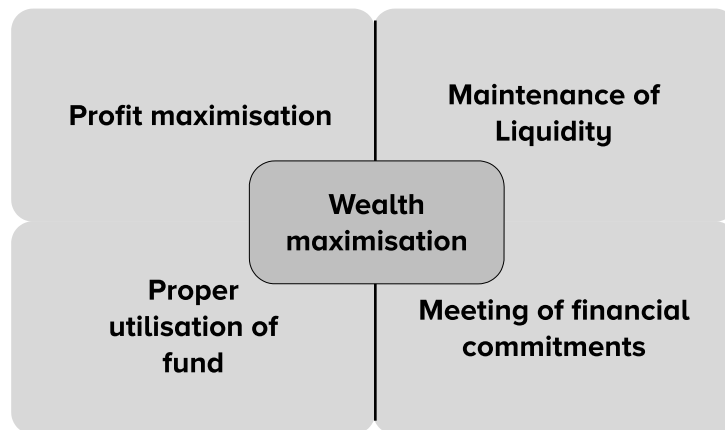 Profit maximisation
Maintenance of
Liquidity
Wealth
maximisation
Proper
utilisation of
fund
Meeting of financial
commitments